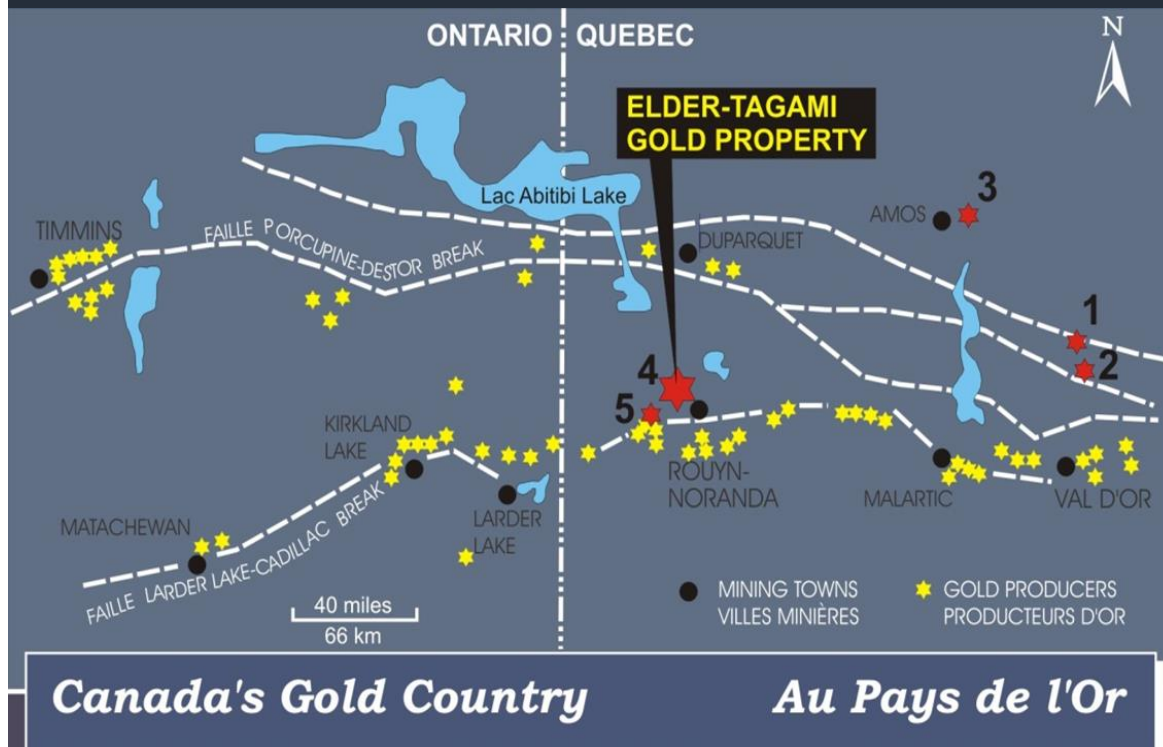 ONTARIO QUEBEC
N
ELDER-TAGAMI
GOLD PROPERTY
Lac Abitibi Lake
3
AMOS
TIMMINS
FAILLE PORCUPINE-DESTOR BREAK
DUPARQUET
1
2
4
5
KIRKLAND
LAKE
ROUYN-
NORANDA
MALARTIC
VAL D'OR
LARDER
LAKE
MATACHEWAN
FAILLE LARDER LAKE-CADILLAC BREAK
40 miles
66 km
MINING TOWNS
VILLES MINIÈRES
GOLD PRODUCERS
PRODUCTEURS D'OR
Canada's Gold Country
Au Pays de l'Or